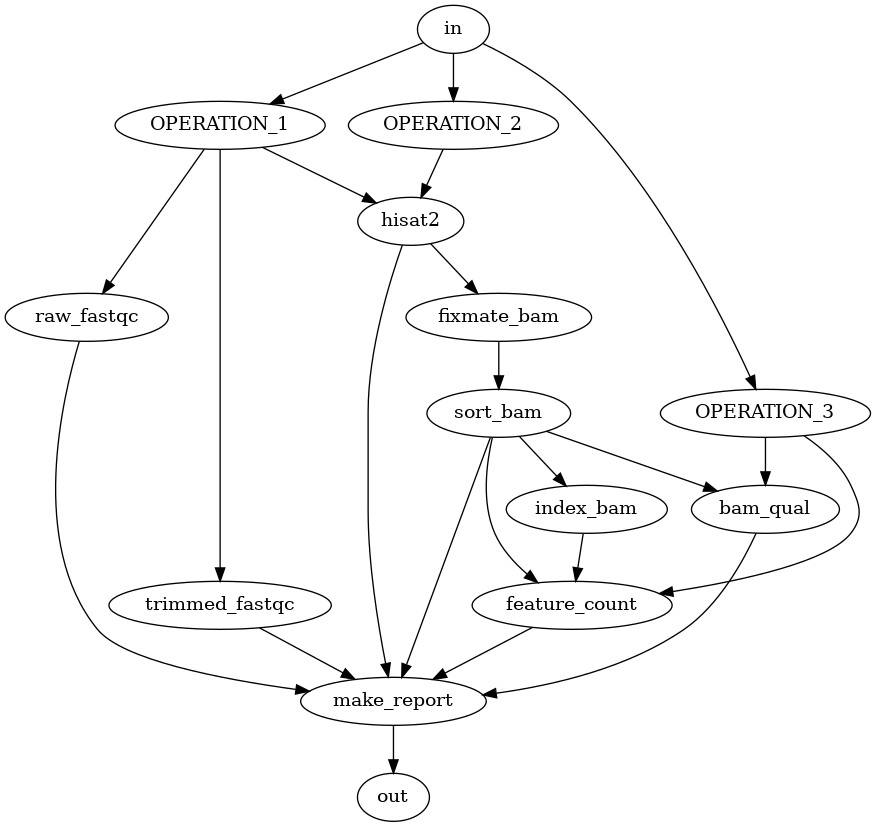 in
OPERATION_1
OPERATION_2
hisat2
raw_fastqc
fixmate_bam
sort_bam
OPERATION_3
index_bam
bam_qual
trimmed_fastqc
feature_count
make_report
out